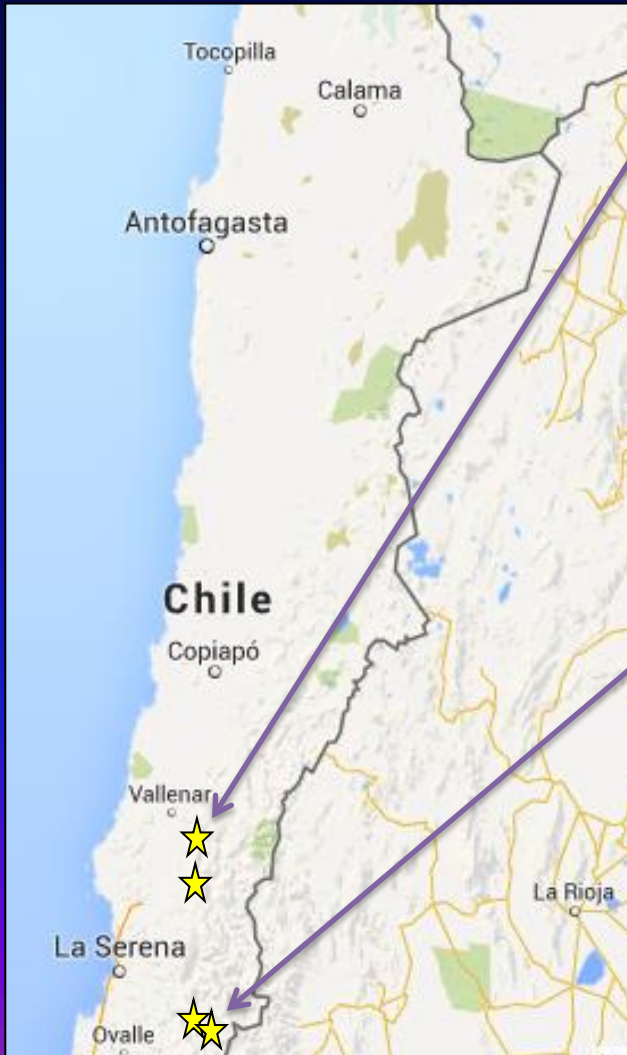 Tocopilla
Calama
Antofagasta
Chile
Copiapó
Vallenar
La Rioja
La Serena
Ovalle